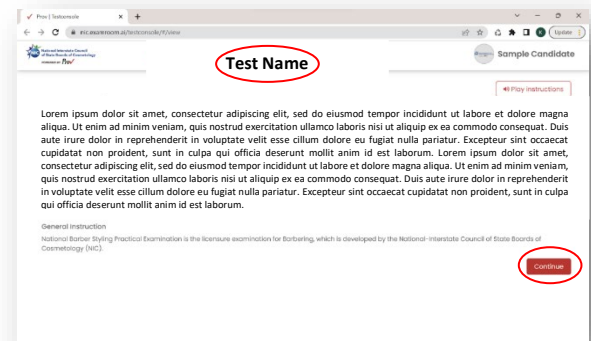 Prov | Testconsole
nic.examroom.ai/testconsole/#/view
Update
National Interstate Council
of State Boards of Cosmetology
POWERED BY Prov
Test Name
Sample Candidate
Play Instructions
Lorem ipsum dolor sit amet, consectetur adipiscing elit, sed do eiusmod tempor incididunt ut labore et dolore magna
aliqua. Ut enim ad minim veniam, quis nostrud exercitation ullamco laboris nisi ut aliquip ex ea commodo consequat. Duis
aute irure dolor in reprehenderit in voluptate velit esse cillum dolore eu fugiat nulla pariatur. Excepteur sint occaecat
cupidatat non proident, sunt in culpa qui officia deserunt mollit anim id est laborum. Lorem ipsum dolor sit amet,
consectetur adipiscing elit, sed do eiusmod tempor incididunt ut labore et dolore magna aliqua. Ut enim ad minim veniam,
quis nostrud exercitation ullamco laboris nisi ut aliquip ex ea commodo consequat. Duis aute irure dolor in reprehenderit
in voluptate velit esse cillum dolore eu fugiat nulla pariatur. Excepteur sint occaecat cupidatat non proident, sunt in culpa
qui officia deserunt mollit anim id est laborum.
General Instruction
National Barber Styling Practical Examination is the licensure examination for Barbering, which is developed by the National-Interstate Council of State Boards of
Cosmetology (NIC).
Continue